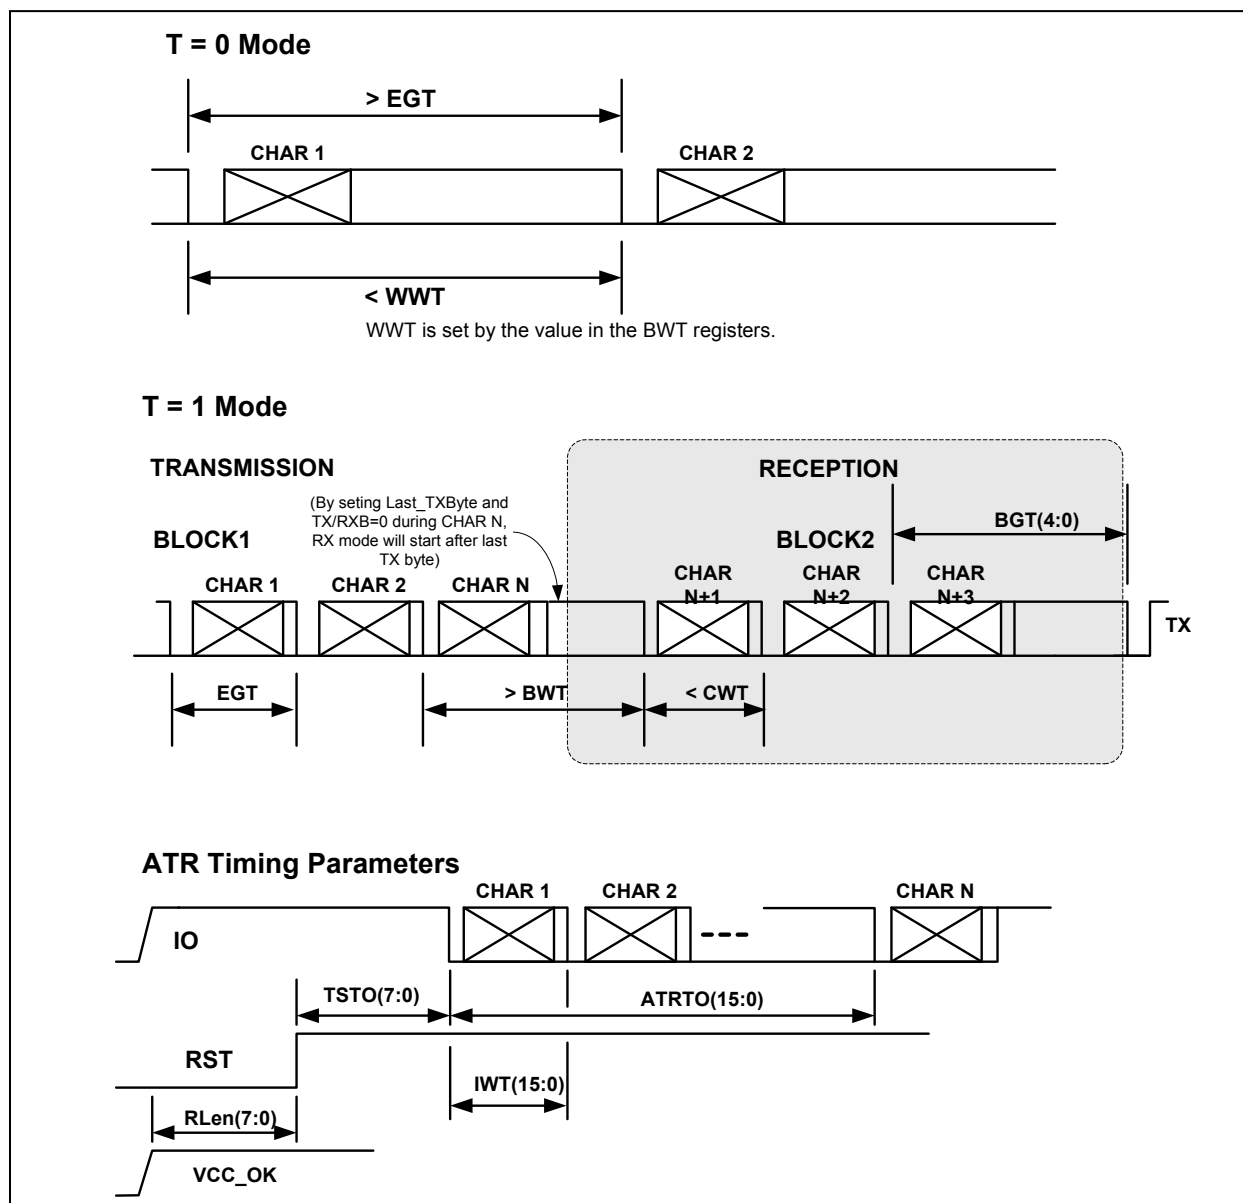 T = 0 Mode
> EGT
CHAR 1
CHAR 2
< WWT
WWT is set by the value in the BWT registers.
T = 1 Mode
TRANSMISSION
RECEPTION
(By seting Last_TXByte and
TX/RXB=0 during CHAR N,
RX mode will start after last
TX byte)
BGT(4:0)
BLOCK1
BLOCK2
CHAR 1
CHAR 2
CHAR N
CHAR
N+1
CHAR
N+2
CHAR
N+3
TX
EGT
> BWT
< CWT
ATR Timing Parameters
CHAR 1
CHAR 2
CHAR N
IO
TSTO(7:0)
ATRTO(15:0)
RST
IWT(15:0)
RLen(7:0)
VCC_OK